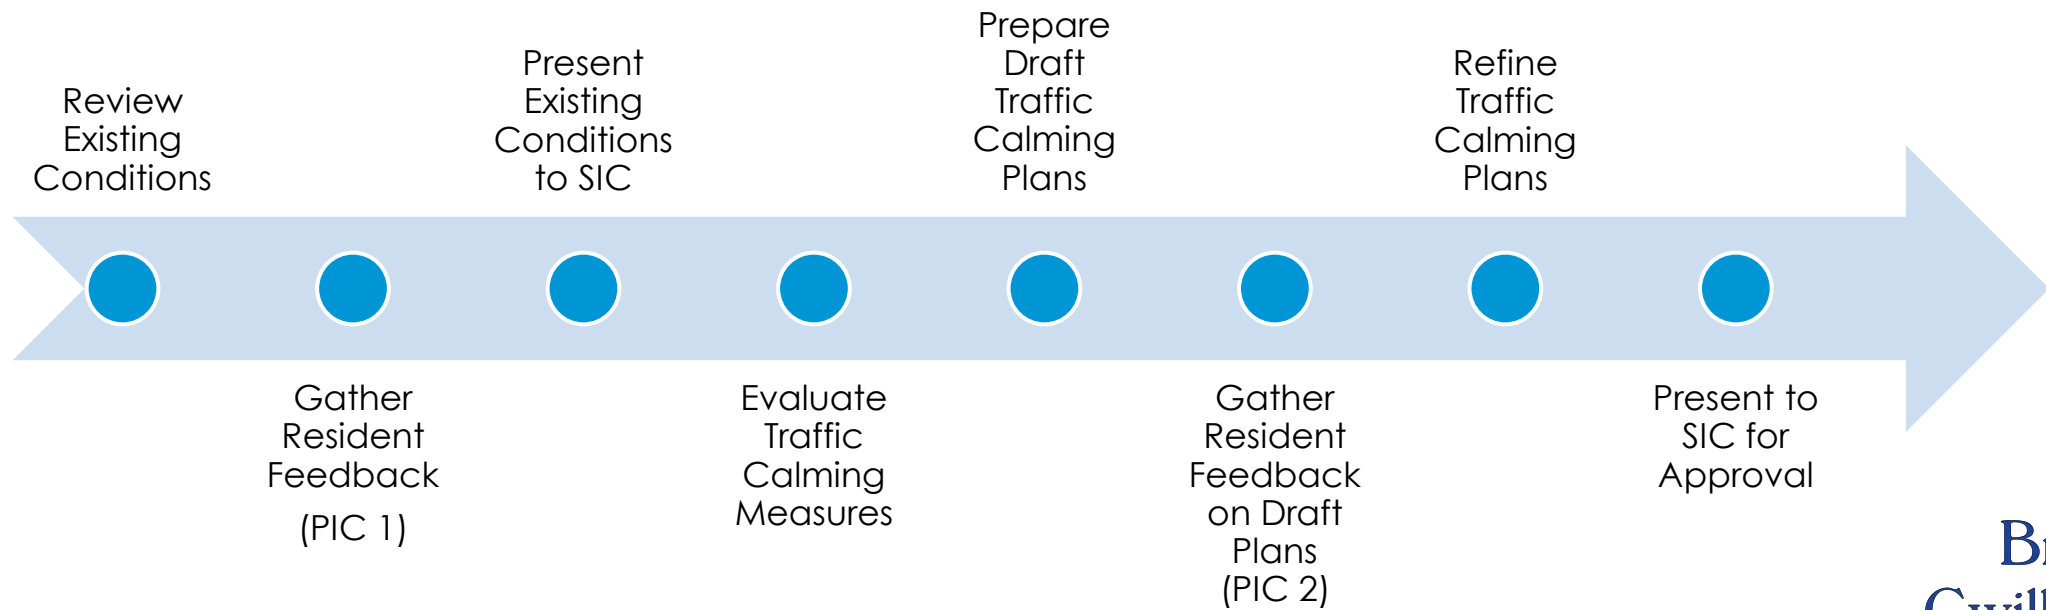 Review
Existing
Conditions
Gather
Resident
Feedback
(PIC 1)
Present
Existing
Conditions
to SIC
Evaluate
Traffic
Calming
Measures
Prepare
Draft
Traffic
Calming
Plans
Gather
Resident
Feedback
on Draft
Plans
(PIC 2)
Refine
Traffic
Calming
Plans
Present to
SIC for
Approval